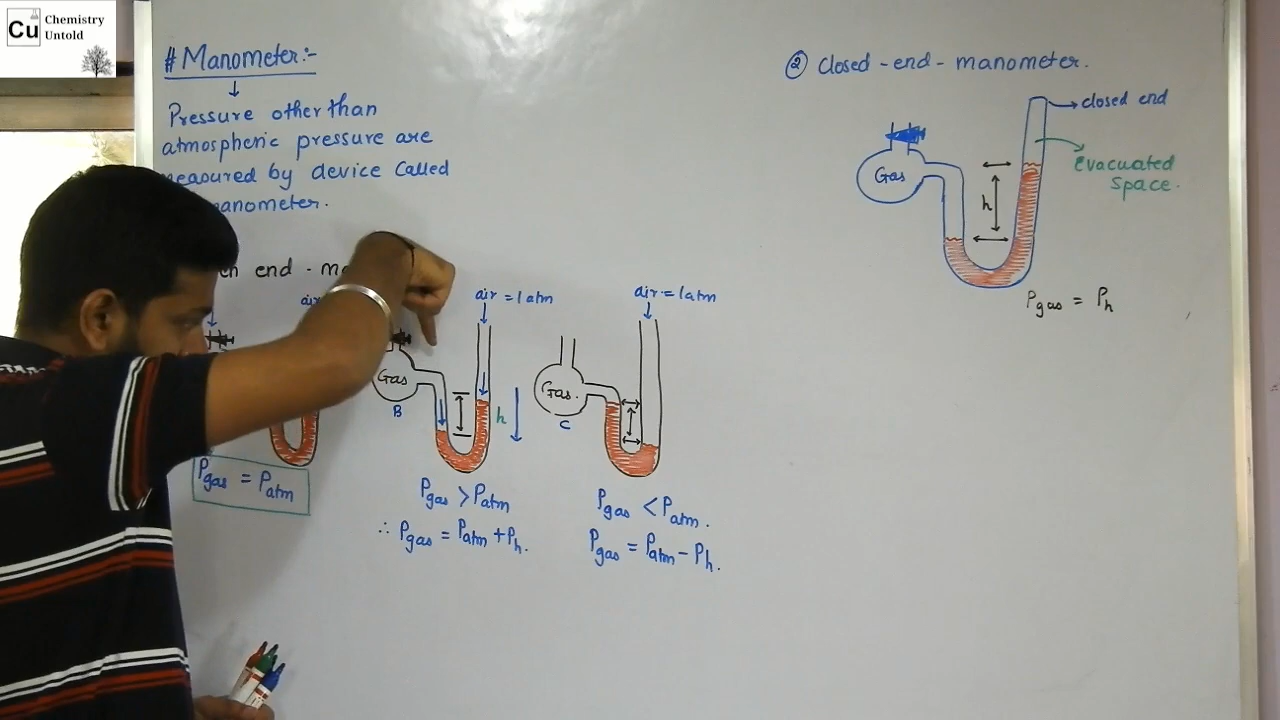 Cu
Chemistry
Untold
# Manometer:-
Pressure other than
atmospheric pressure are
measured by device called
manometer.
end - 
air = 1 atm
air = 1 atm
Gas
B
h
Gas.
C
Pgas = Patm
Pgas > Patm
∴ Pgas = Patm + Ph.
Pgas < Patm.
Pgas = Patm - Ph.
② Closed - end - manometer.
closed end
Evacuated
Space.
Gas
h
Pgas = Ph